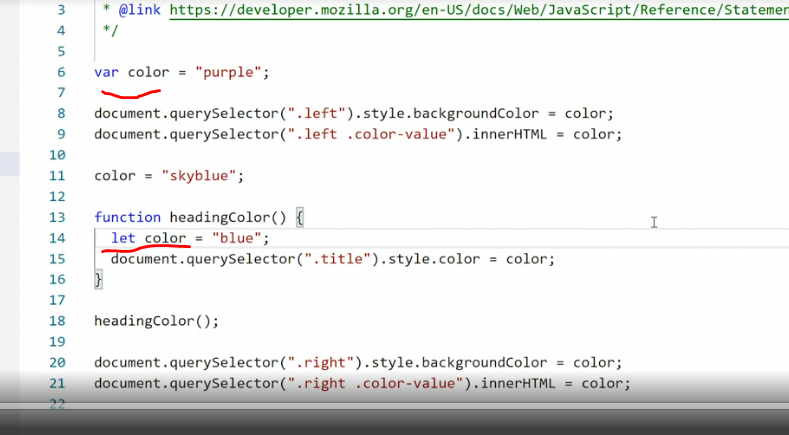 3 * @link https://developer.mozilla.org/en-US/docs/Web/JavaScript/Reference/Statemen
4 */
5
6 var color = "purple";
7
8 document.querySelector(".left").style.backgroundColor = color;
9 document.querySelector(".left .color-value").innerHTML = color;
10
11 color = "skyblue";
12
13 function headingColor() {
14 let color = "blue";
15 document.querySelector(".title").style.color = color;
16 }
17
18 headingColor();
19
20 document.querySelector(".right").style.backgroundColor = color;
21 document.querySelector(".right .color-value").innerHTML = color;
22